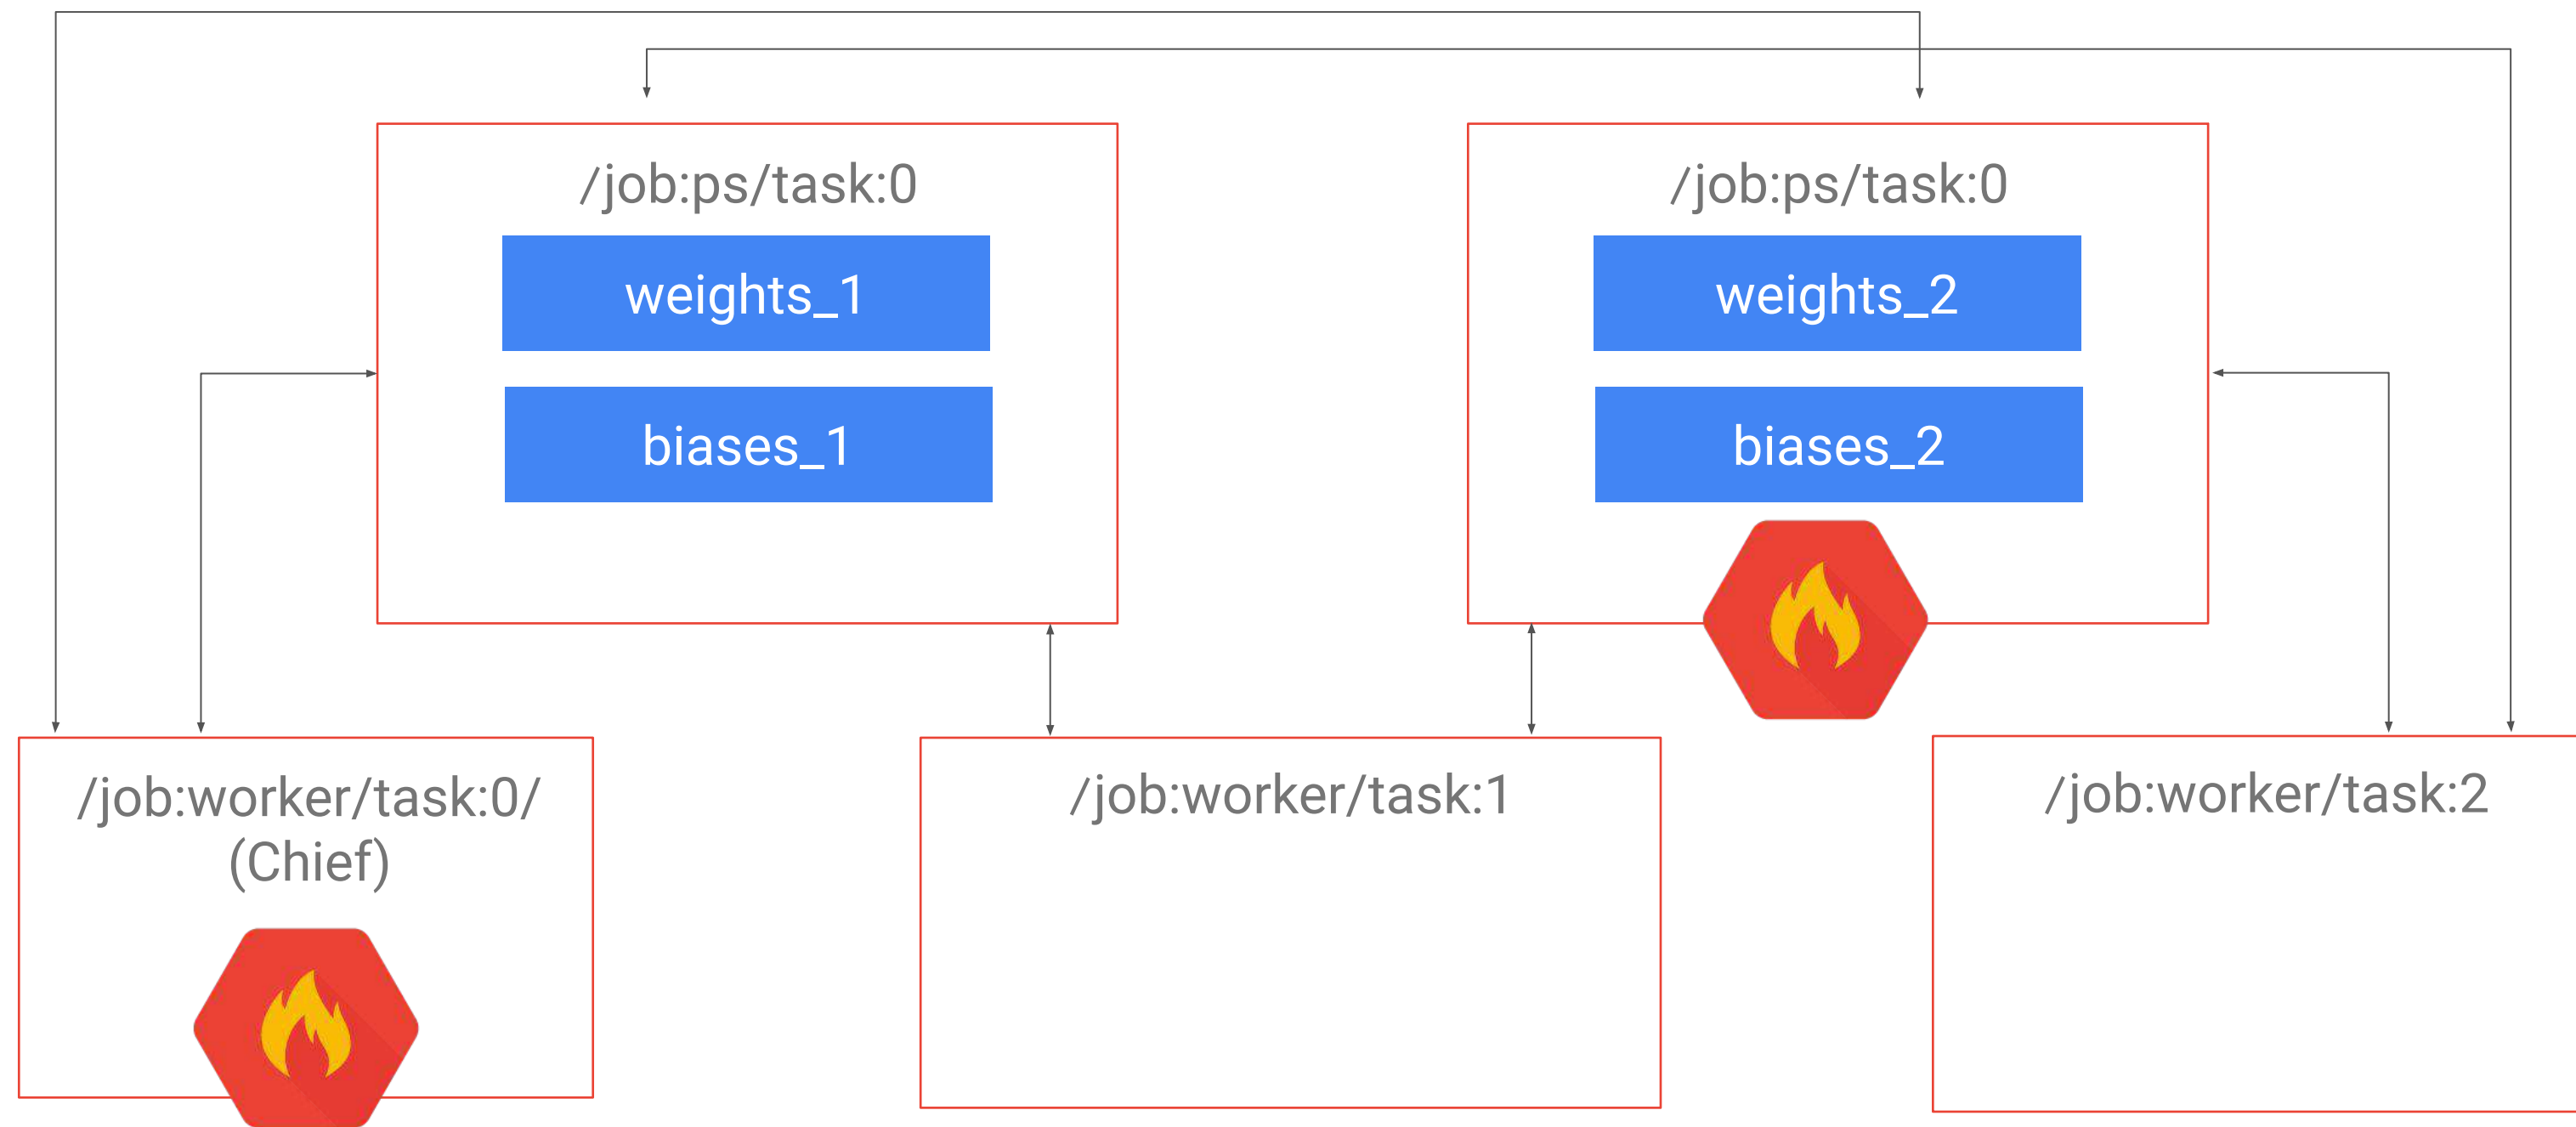 /job:ps/task:0
weights_1
biases_1
/job:ps/task:0
weights_2
biases_2
/job:worker/task:0/
(Chief)
/job:worker/task:1
/job:worker/task:2